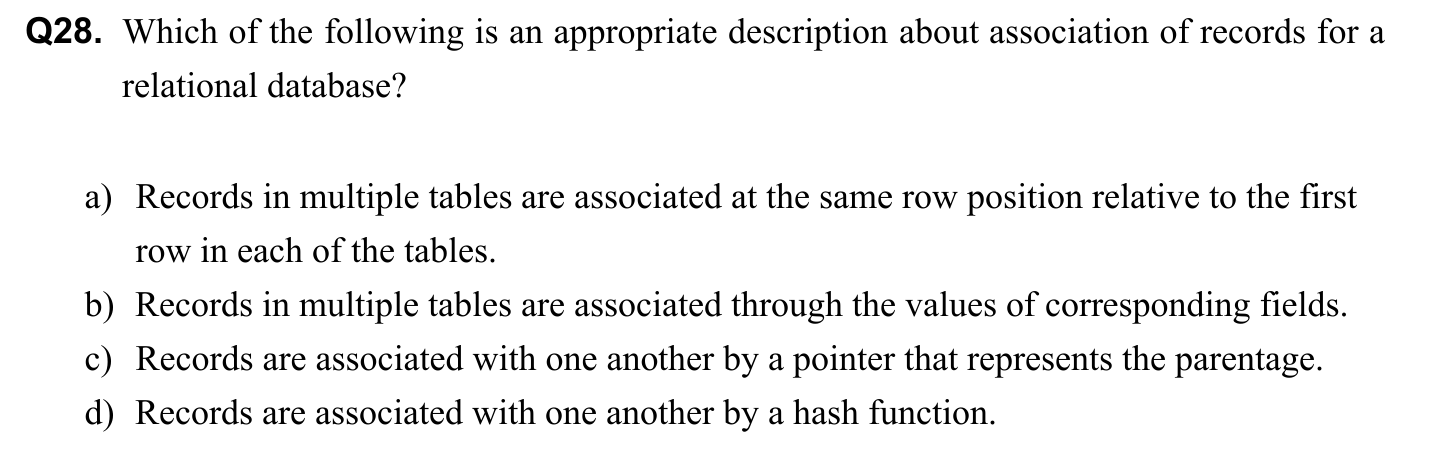 Q28. Which of the following is an appropriate description about association of records for a
relational database?
a) Records in multiple tables are associated at the same row position relative to the first
row in each of the tables.
b) Records in multiple tables are associated through the values of corresponding fields.
c) Records are associated with one another by a pointer that represents the parentage.
d) Records are associated with one another by a hash function.